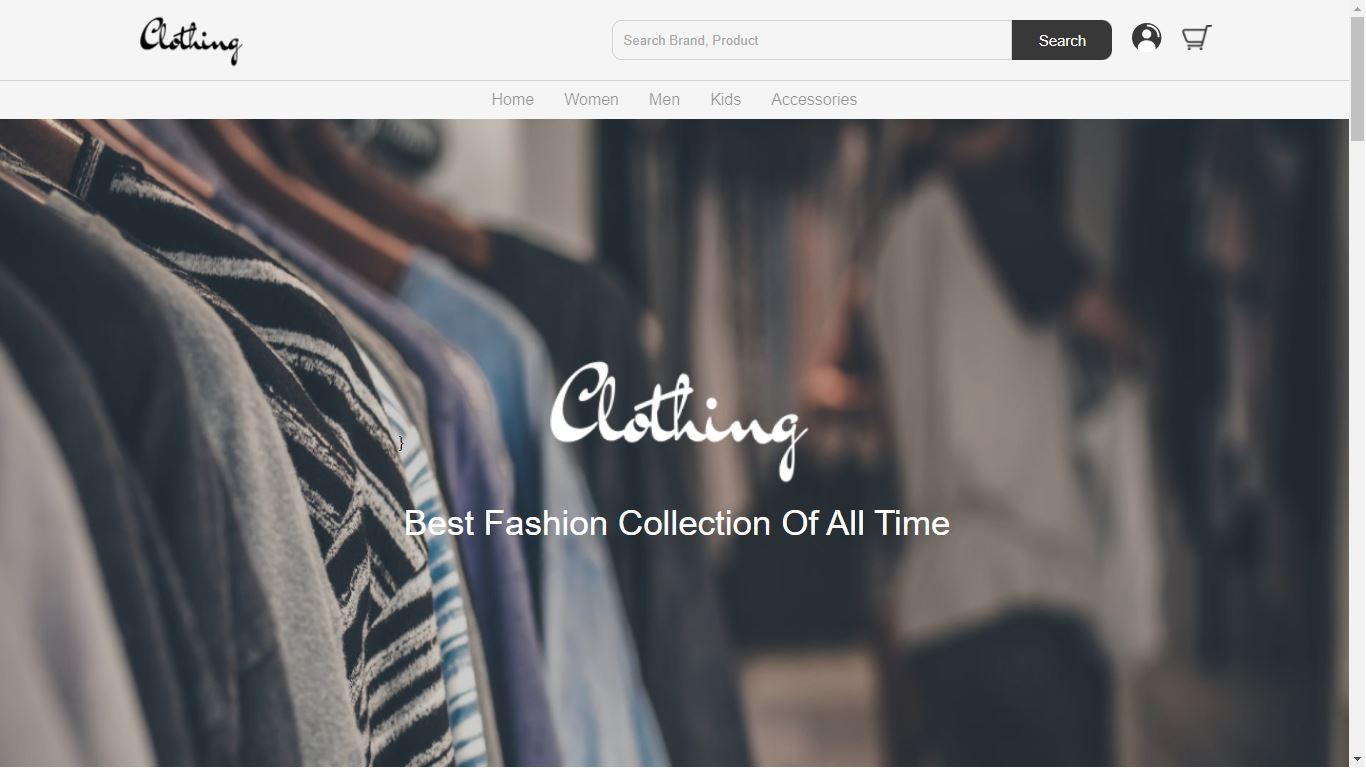 Clothing
Search Brand, Product
Search
Home Women Men Kids Accessories
Clothing
}
Best Fashion Collection Of All Time